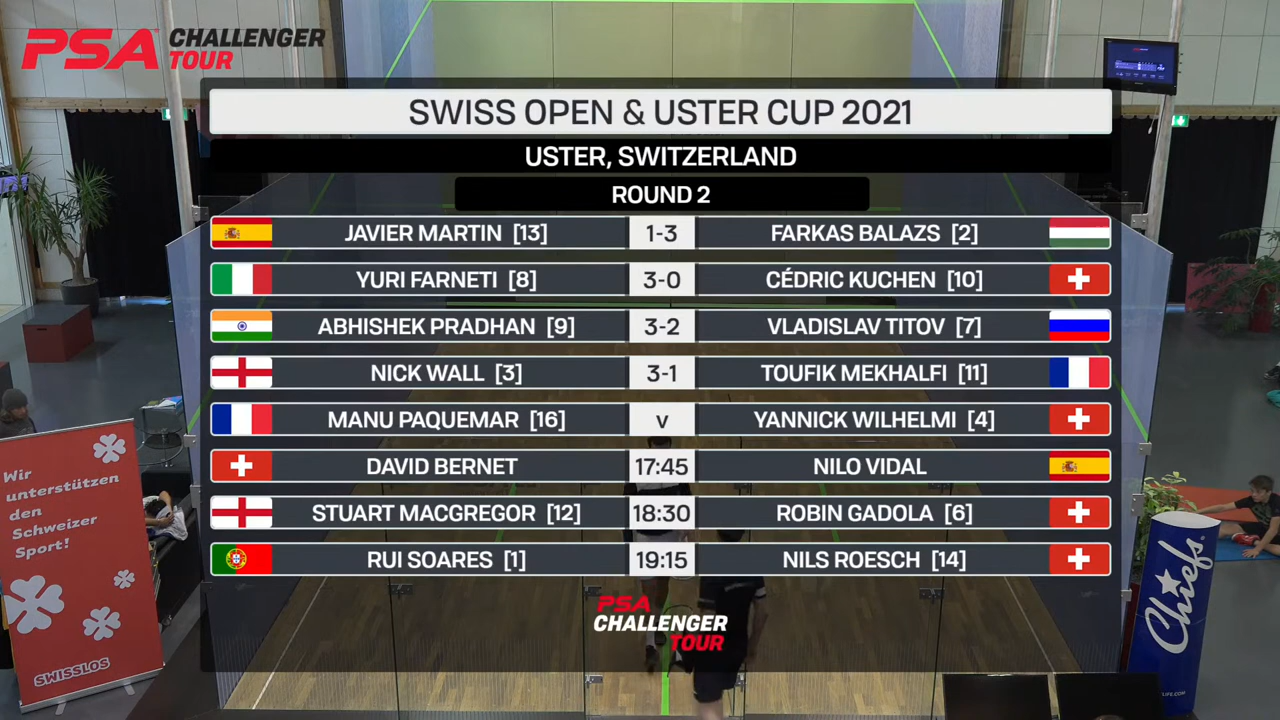 PSA CHALLENGER
TOUR
SWISS OPEN & USTER CUP 2021
USTER, SWITZERLAND
ROUND 2
JAVIER MARTIN [13] 1-3 FARKAS BALAZS [2]
YURI FARNETI [8] 3-0 CÉDRIC KUCHEN [10]
ABHISHEK PRADHAN [9] 3-2 VLADISLAV TITOV [7]
NICK WALL [3] 3-1 TOUFIK MEKHALFI [11]
MANU PAQUEMAR [16] v YANNICK WILHELMI [4]
DAVID BERNET 17:45 NILO VIDAL
STUART MACGREGOR [12] 18:30 ROBIN GADOLA [6]
RUI SOARES [1] 19:15 NILS ROESCH [14]
PSA
CHALLENGER
TOUR
Wir
unterstützen
den
Schweizer
Sport!
SWISSLOS
Chiefs